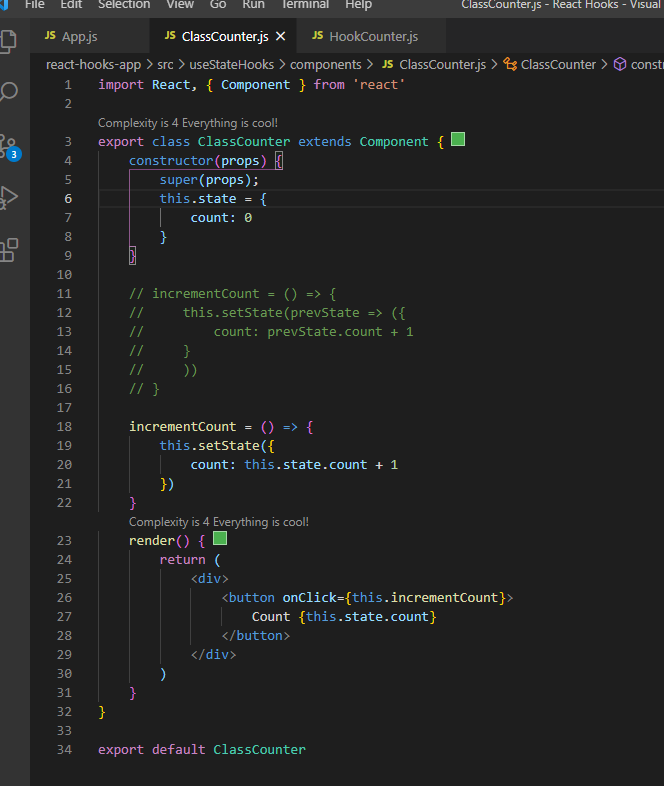 File Edit Selection View Go Run Terminal Help ClassCounter.js - React Hooks - Visual
JS App.js JS ClassCounter.js × JS HookCounter.js
react-hooks-app > src > useStateHooks > components > JS ClassCounter.js > ClassCounter > constr
1 import React, { Component } from 'react'
2
Complexity is 4 Everything is cool!
3 export class ClassCounter extends Component {
4     constructor(props) {
5         super(props);
6         this.state = {
7             count: 0
8         }
9     }
10
11     // incrementCount = () => {
12     //     this.setState(prevState => ({
13     //         count: prevState.count + 1
14     //     }
15     //     ))
16     // }
17
18     incrementCount = () => {
19         this.setState({
20             count: this.state.count + 1
21         })
22     }
Complexity is 4 Everything is cool!
23     render() {
24         return (
25             <div>
26                 <button onClick={this.incrementCount}>
27                     Count {this.state.count}
28                 </button>
29             </div>
30         )
31     }
32 }
33
34 export default ClassCounter
3